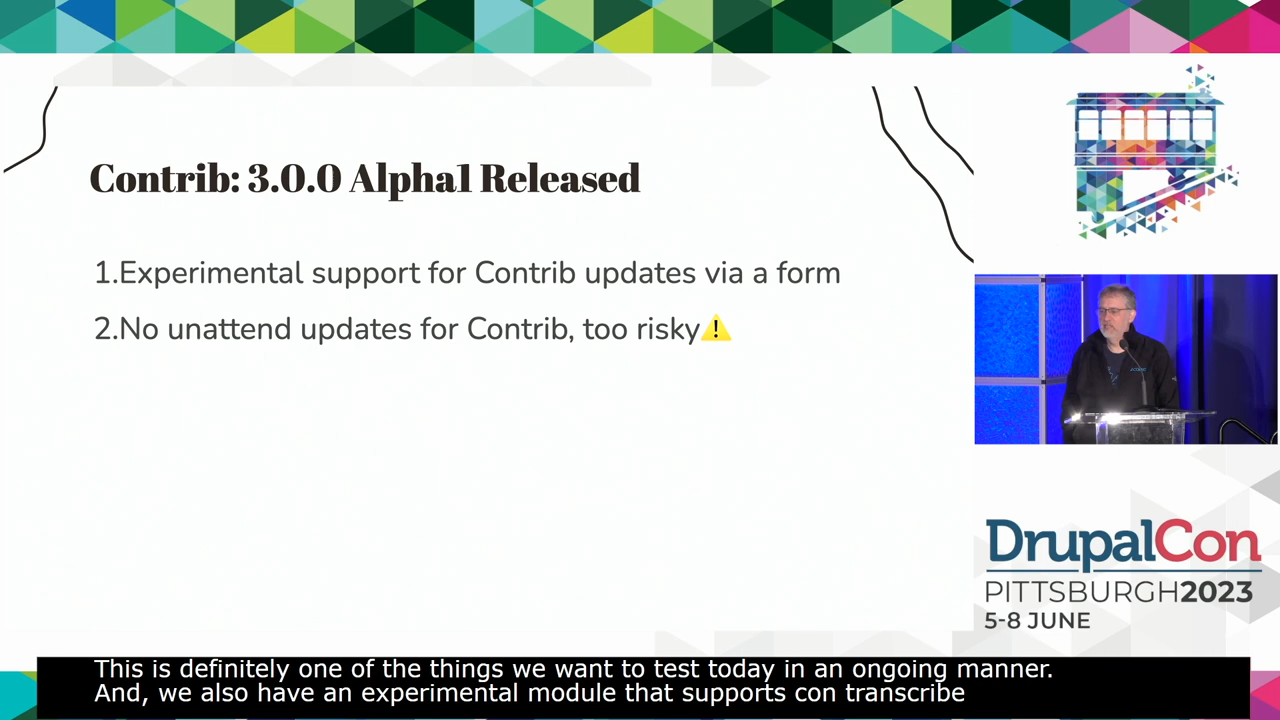 Contrib: 3.0.0 Alpha1 Released
1.Experimental support for Contrib updates via a form
2.No unattend updates for Contrib, too risky⚠️
DrupalCon
PITTSBURGH2023
5-8 JUNE
This is definitely one of the things we want to test today in an ongoing manner.
And, we also have an experimental module that supports con transcribe